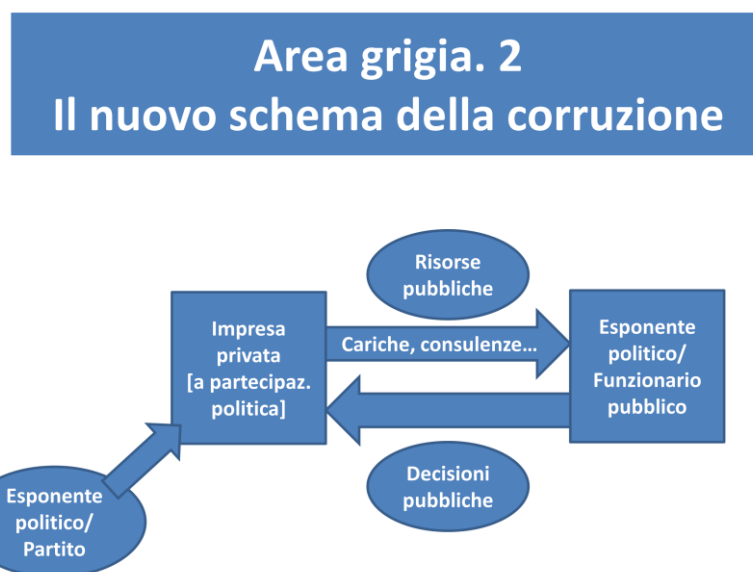 Area grigia. 2
Il nuovo schema della corruzione
Risorse
pubbliche
Impresa
privata
[a partecipaz.
politica]
Cariche, consulenze...
Esponente
politico/
Funzionario
pubblico
Decisioni
pubbliche
Esponente
politico/
Partito